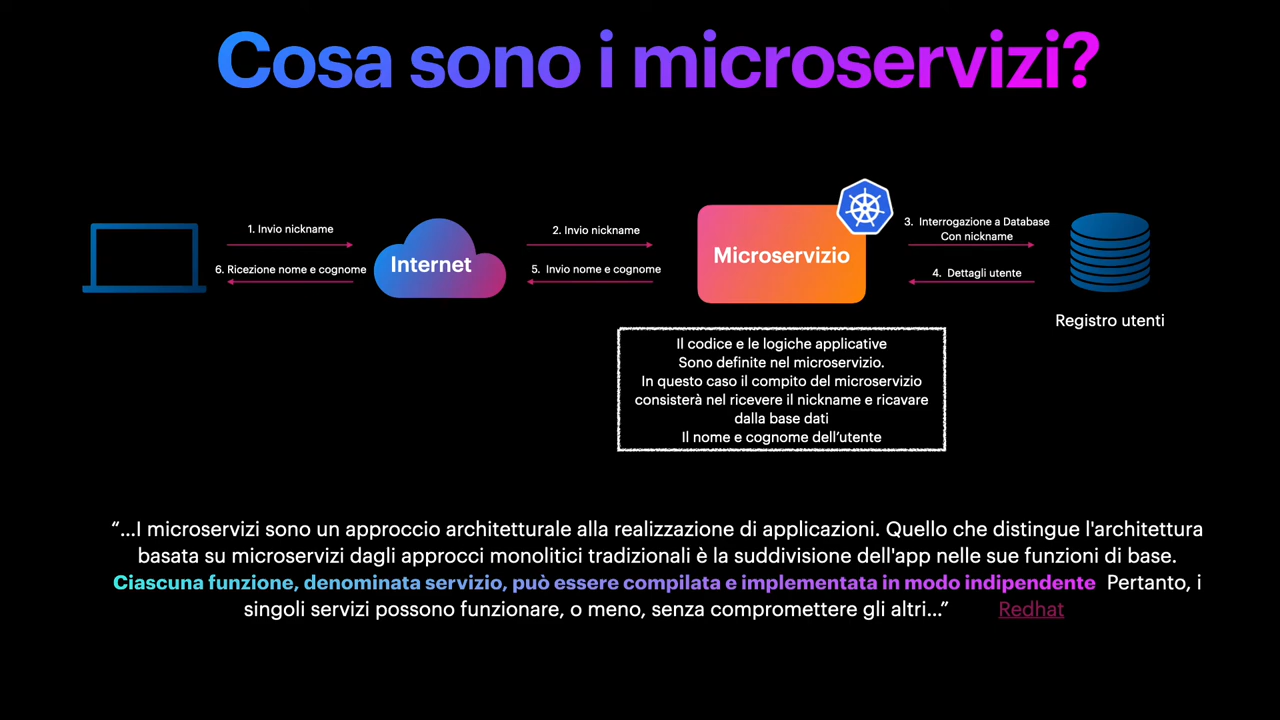 Cosa sono i microservizi?
1. Invio nickname
6. Ricezione nome e cognome
Internet
2. Invio nickname
5. Invio nome e cognome
Microservizio
3. Interrogazione a Database
Con nickname
4. Dettagli utente
Registro utenti
Il codice e le logiche applicative
Sono definite nel microservizio.
In questo caso il compito del microservizio
consisterà nel ricevere il nickname e ricavare
dalla base dati
Il nome e cognome dell’utente
“...I microservizi sono un approccio architetturale alla realizzazione di applicazioni. Quello che distingue l'architettura
basata su microservizi dagli approcci monolitici tradizionali è la suddivisione dell'app nelle sue funzioni di base.
Ciascuna funzione, denominata servizio, può essere compilata e implementata in modo indipendente Pertanto, i
singoli servizi possono funzionare, o meno, senza compromettere gli altri...” Redhat